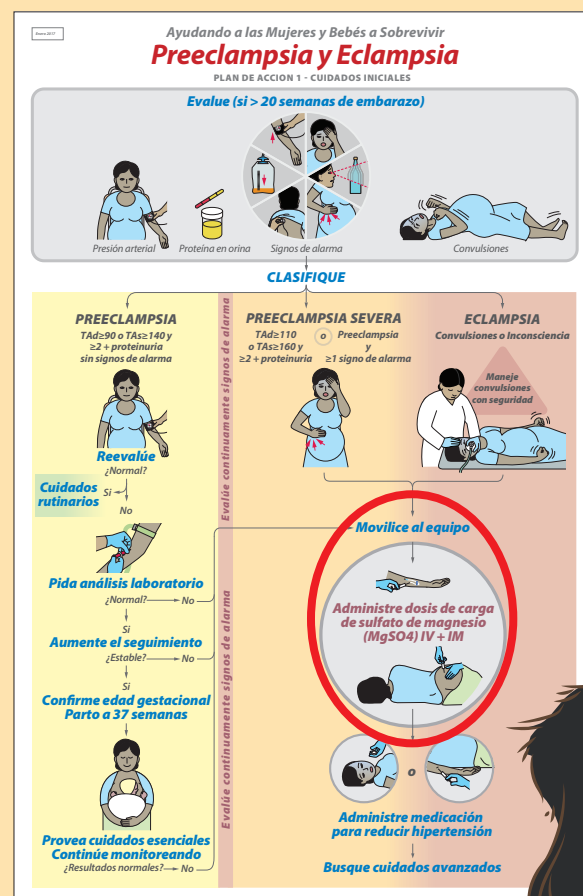 Enero 2017
Ayudando a las Mujeres y Bebés a Sobrevivir
Preeclampsia y Eclampsia
PLAN DE ACCION 1 - CUIDADOS INICIALES
Evalue (si > 20 semanas de embarazo)
Presión arterial
Proteína en orina
Signos de alarma
Convulsiones
CLASIFIQUE
PREECLAMPSIA
TAd≥90 o TAs≥140 y
≥2 + proteinuria
sin signos de alarma
Reevalúe
¿Normal?
Si
Cuidados
rutinarios
No
Pida análisis laboratorio
¿Normal?
No
Si
Aumente el seguimiento
¿Estable?
No
Si
Confirme edad gestacional
Parto a 37 semanas
Provea cuidados esenciales
Continúe monitoreando
¿Resultados normales?
No
Evalúe continuamente signos de alarma
Evalúe continuamente signos de alarma
PREECLAMPSIA SEVERA
TAd≥110
o TAs≥160 y
≥2 + proteinuria
o
Preeclampsia
y
≥1 signo de alarma
ECLAMPSIA
Convulsiones o Inconsciencia
Maneje
convulsiones
con seguridad
Movilice al equipo
Administre dosis de carga
de sulfato de magnesio
(MgSO4) IV + IM
o
Administre medicación
para reducir hipertensión
Busque cuidados avanzados